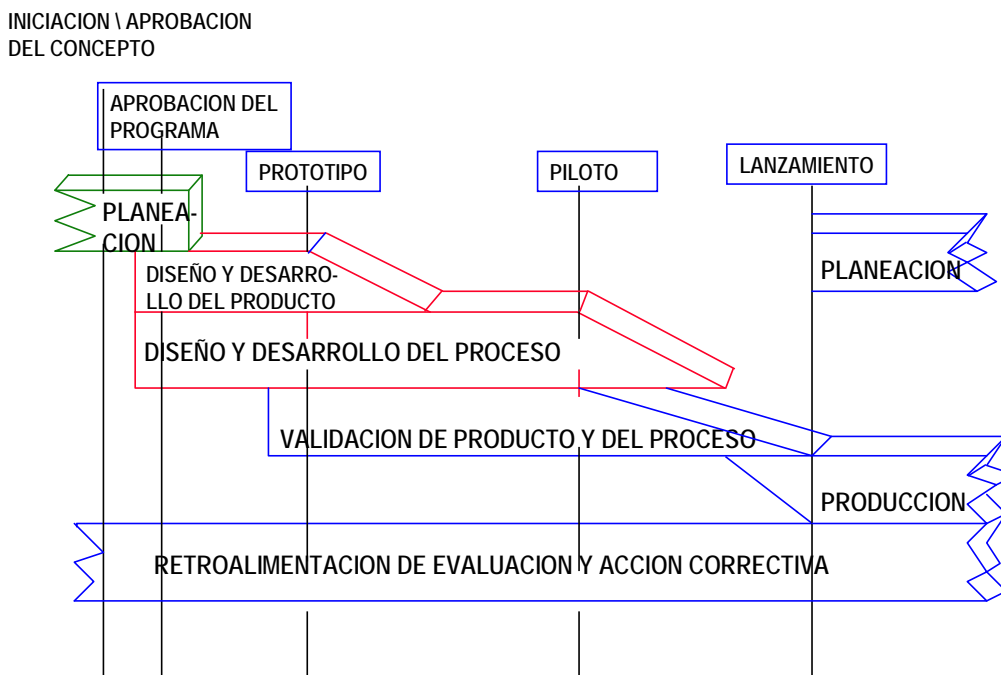 INICIACION \ APROBACION
DEL CONCEPTO
APROBACION DEL
PROGRAMA
PROTOTIPO
PILOTO
LANZAMIENTO
PLANEA-
CION
PLANEACION
DISEÑO Y DESARRO-
LLO DEL PRODUCTO
DISEÑO Y DESARROLLO DEL PROCESO
VALIDACION DE PRODUCTO Y DEL PROCESO
PRODUCCION
RETROALIMENTACION DE EVALUACION Y ACCION CORRECTIVA